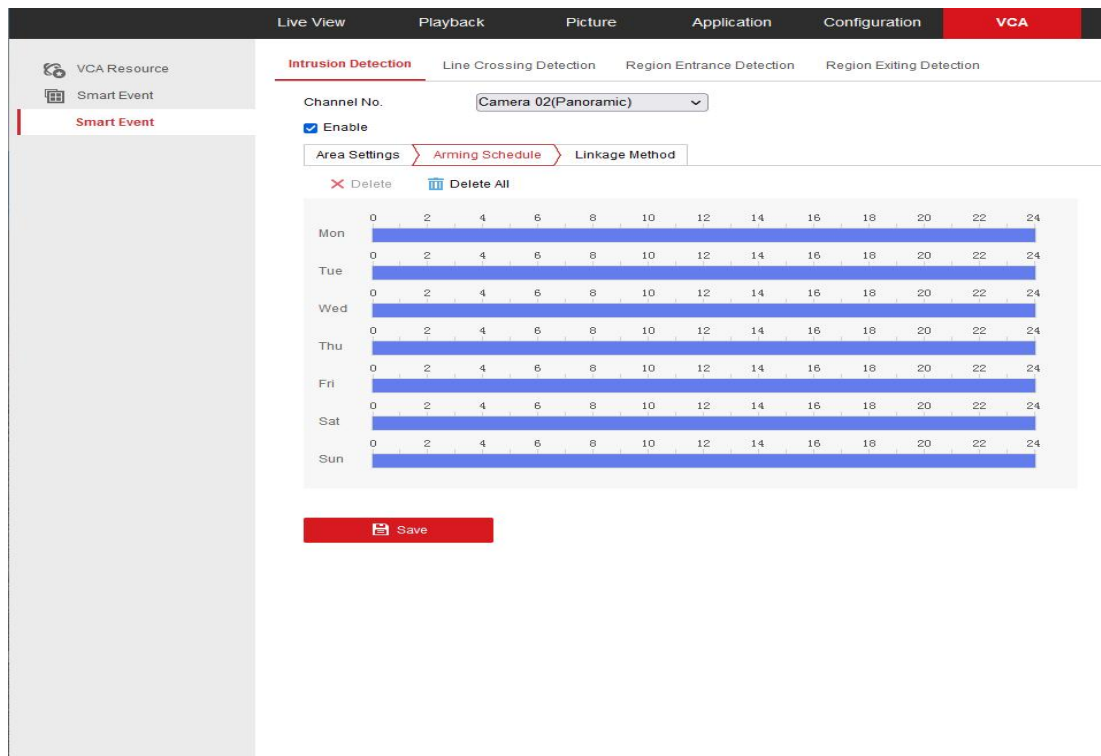 Live View Playback Picture Application Configuration VCA
VCA Resource
Smart Event
Smart Event
Intrusion Detection Line Crossing Detection Region Entrance Detection Region Exiting Detection
Channel No. Camera 02(Panoramic)
Enable
Area Settings Arming Schedule Linkage Method
Delete Delete All
0 2 4 6 8 10 12 14 16 18 20 22 24
Mon
0 2 4 6 8 10 12 14 16 18 20 22 24
Tue
0 2 4 6 8 10 12 14 16 18 20 22 24
Wed
0 2 4 6 8 10 12 14 16 18 20 22 24
Thu
0 2 4 6 8 10 12 14 16 18 20 22 24
Fri
0 2 4 6 8 10 12 14 16 18 20 22 24
Sat
0 2 4 6 8 10 12 14 16 18 20 22 24
Sun
Save